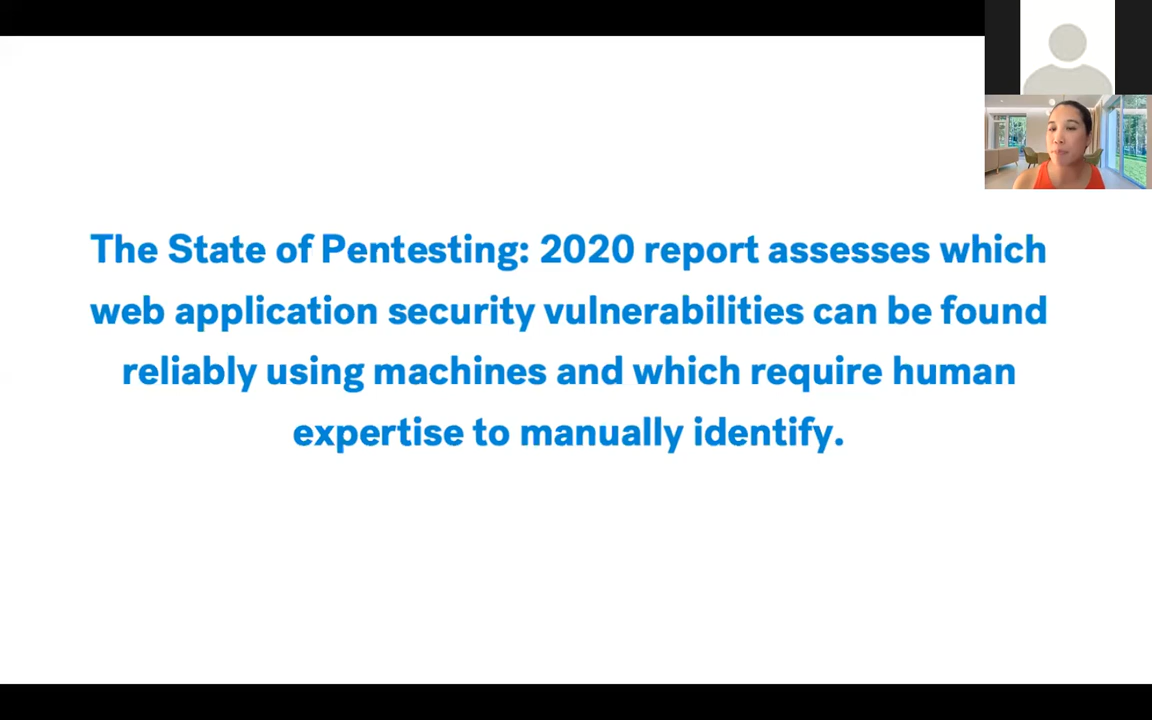 The State of Pentesting: 2020 report assesses which
web application security vulnerabilities can be found
reliably using machines and which require human
expertise to manually identify.